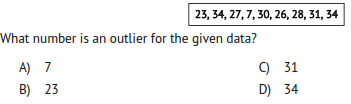 23, 34, 27, 7, 30, 26, 28, 31, 34
What number is an outlier for the given data?
A) 7 C) 31
B) 23 D) 34